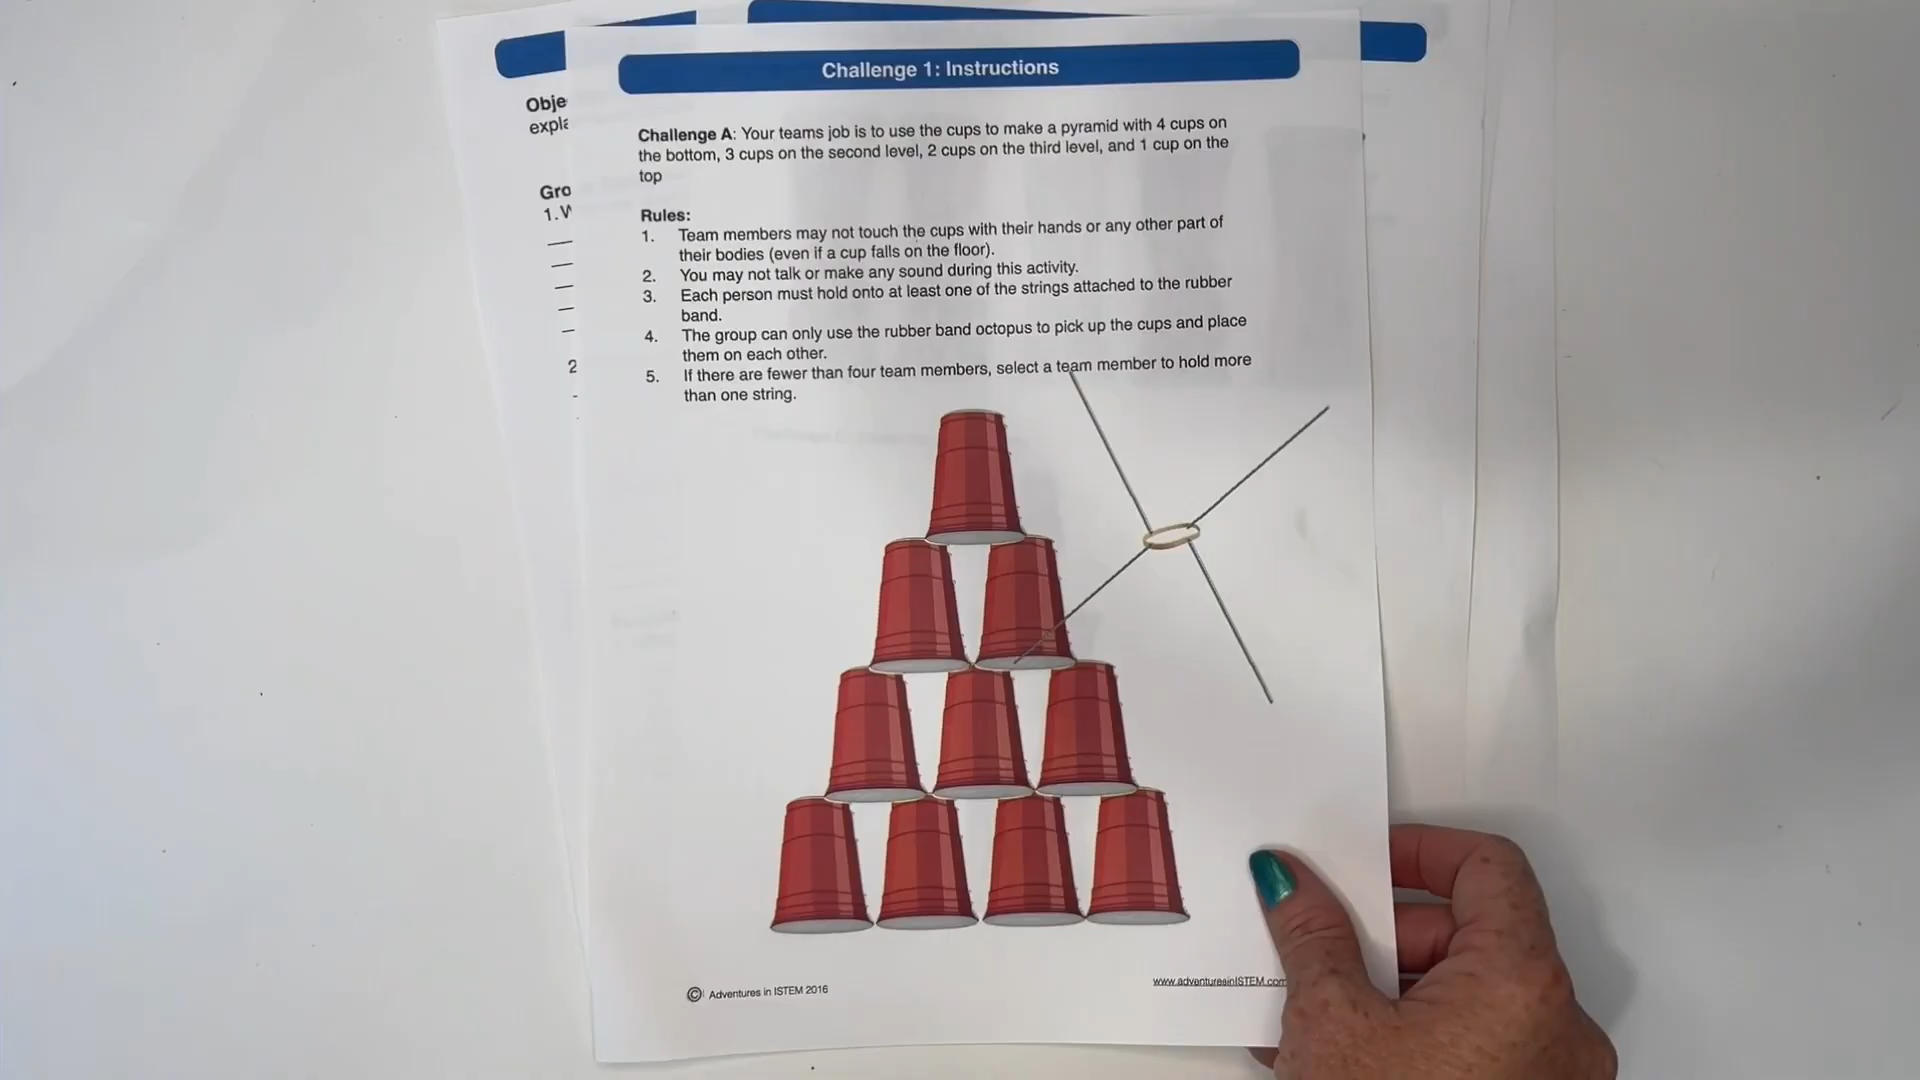 Challenge 1: Instructions
Obje
expla
Challenge A: Your teams job is to use the cups to make a pyramid with 4 cups on
the bottom, 3 cups on the second level, 2 cups on the third level, and 1 cup on the
top
Gro
1. W
2
Rules:
1. Team members may not touch the cups with their hands or any other part of
their bodies (even if a cup falls on the floor).
2. You may not talk or make any sound during this activity.
3. Each person must hold onto at least one of the strings attached to the rubber
band.
4. The group can only use the rubber band octopus to pick up the cups and place
them on each other.
5. If there are fewer than four team members, select a team member to hold more
than one string.
© Adventures in ISTEM 2016
www.adventuresinISTEM.com